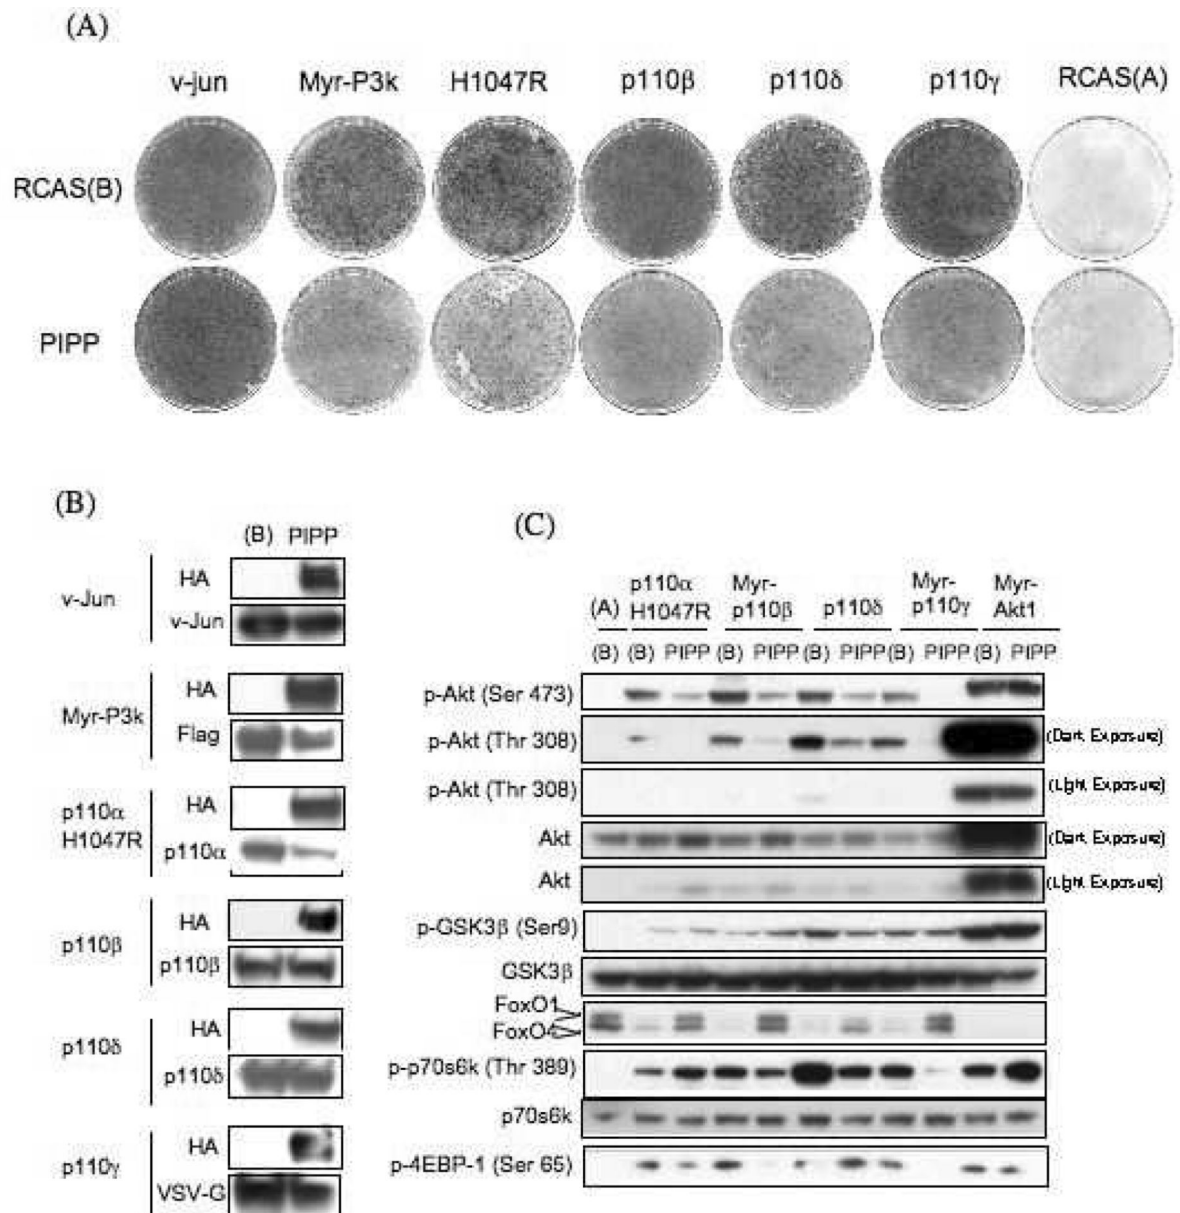 (A)
v-jun Myr-P3k H1047R p110β p110δ p110γ RCAS(A)
RCAS(B)
PIPP
(B)
(B) PIPP
v-Jun
HA
v-Jun
Myr-P3k
HA
Flag
p110α
H1047R
HA
p110α
p110β
HA
p110β
p110δ
HA
p110δ
p110γ
HA
VSV-G
(C)
(A) p110α H1047R Myr-p110β p110δ Myr-p110γ Myr-Akt1
(B) (B) PIPP (B) PIPP (B) PIPP (B) PIPP (B) PIPP
p-Akt (Ser 473)
p-Akt (Thr 308) (Dark Exposure)
p-Akt (Thr 308) (Light Exposure)
Akt (Dark Exposure)
Akt (Light Exposure)
p-GSK3β (Ser9)
GSK3β
FoxO1
FoxO4
p-p70s6k (Thr 389)
p70s6k
p-4EBP-1 (Ser 65)